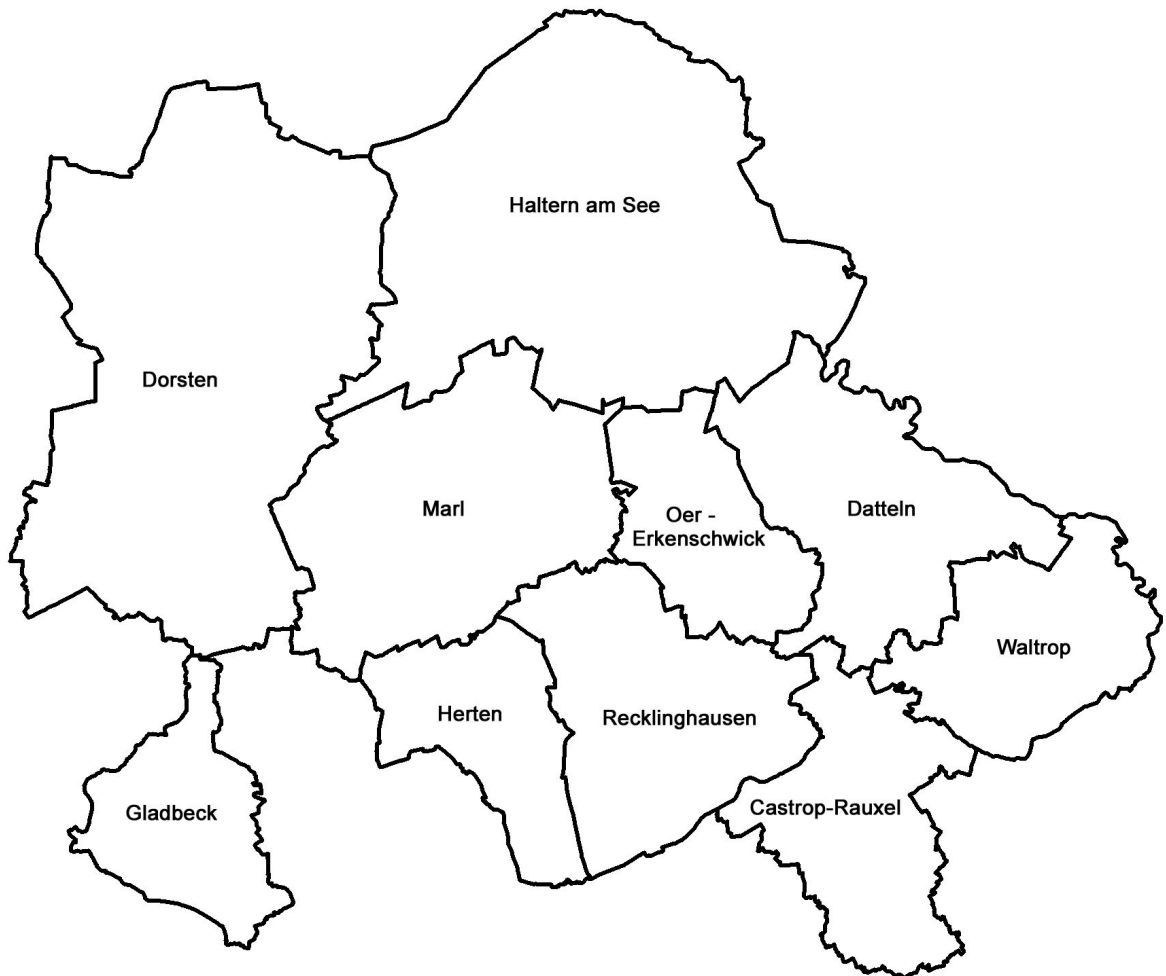 Haltern am See
Dorsten
Marl
Oer -
Erkenschwick
Datteln
Waltrop
Herten
Recklinghausen
Gladbeck
Castrop-Rauxel